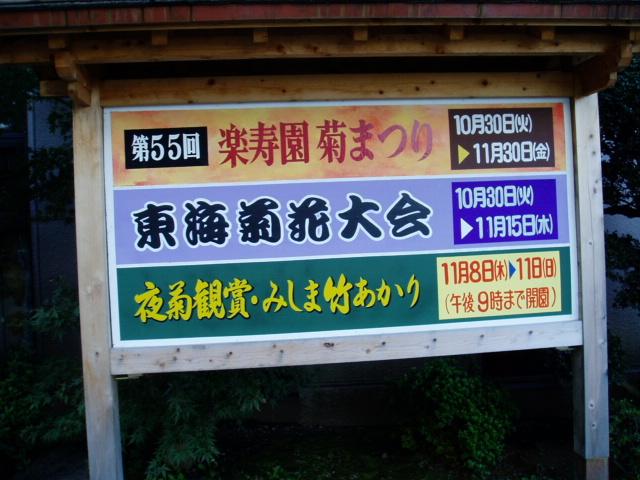 第55回 楽寿園 菊まつり 10月30日(火)
▶11月30日(金)
東海菊花大会 10月30日(火)
▶11月15日(木)
夜菊観賞・みしま竹あかり 11月8日(木)▶11日(日)
(午後9時まで開園)